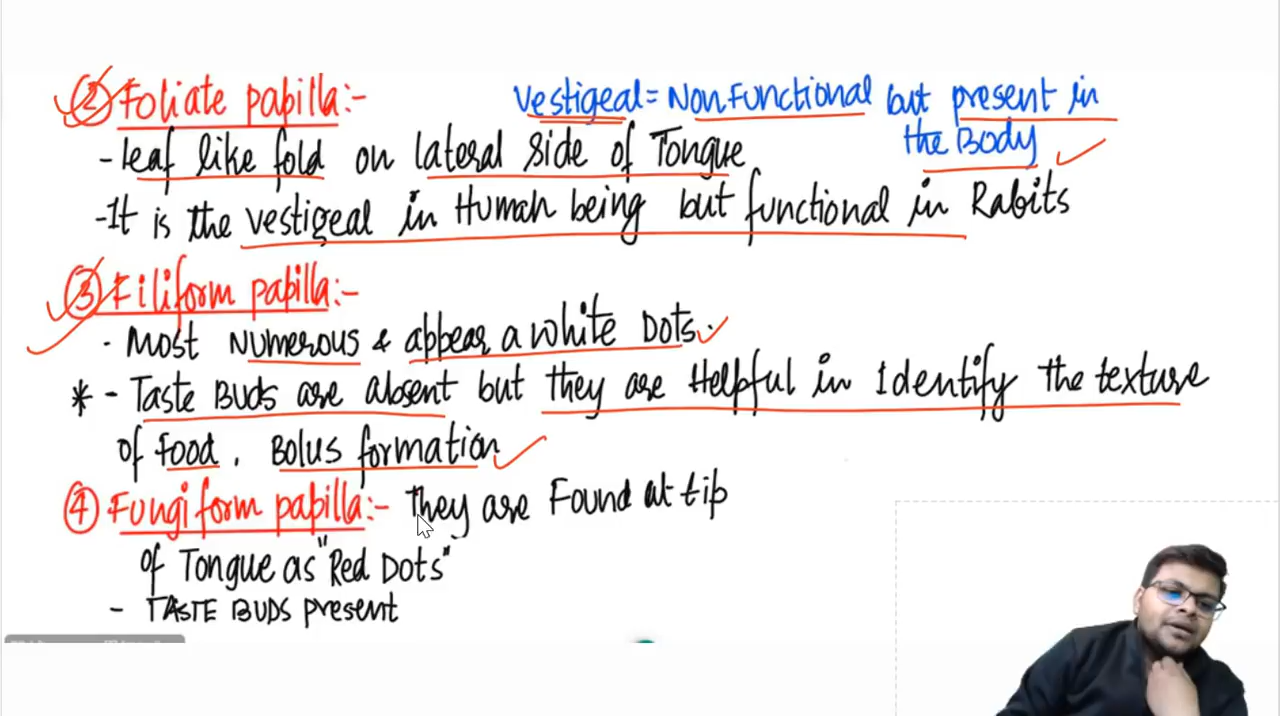 ② Foliate papilla:-
Vestigeal = Non Functional but present in
the Body
- leaf like fold on lateral side of Tongue
- It is the vestigeal in Human being but functional in Rabits
③ Filiform papilla:-
- Most Numerous & appear a white Dots.
* - Taste Buds are absent but they are Helpful in Identify the texture
of Food, Bolus formation
④ Fungiform papilla:- They are Found at tip
of Tongue as "Red Dots"
- TASTE BUDS present